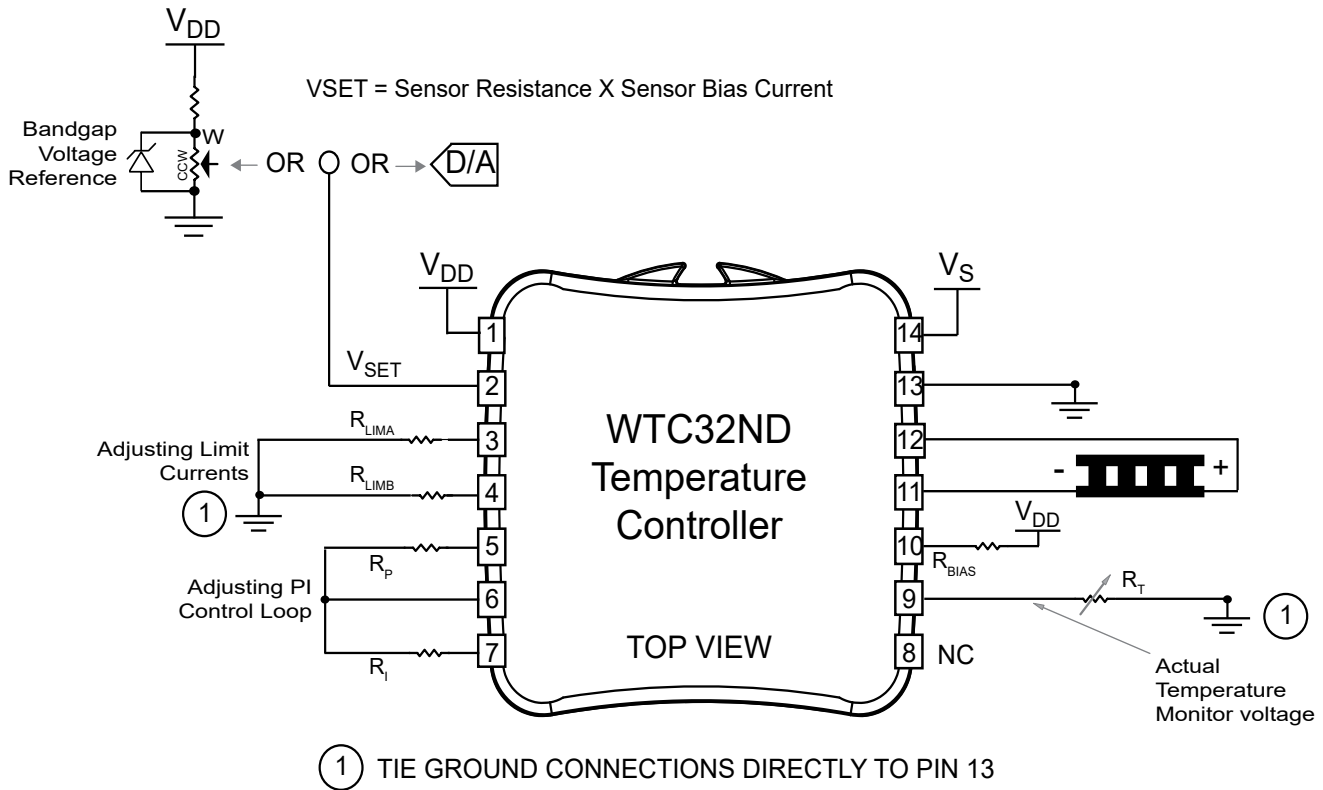 VDD
VSET = Sensor Resistance X Sensor Bias Current
Bandgap
Voltage
Reference
W
CCW
OR
OR
D/A
VDD
VS
1
14
VSET
2
13
RLIMA
3
12
Adjusting Limit
Currents
1
RLIMB
4
11
-
+
WTC32ND
Temperature
Controller
VDD
RP
5
10
RBIAS
Adjusting PI
Control Loop
6
9
RT
1
RI
7
TOP VIEW
8
NC
Actual
Temperature
Monitor voltage
1 TIE GROUND CONNECTIONS DIRECTLY TO PIN 13